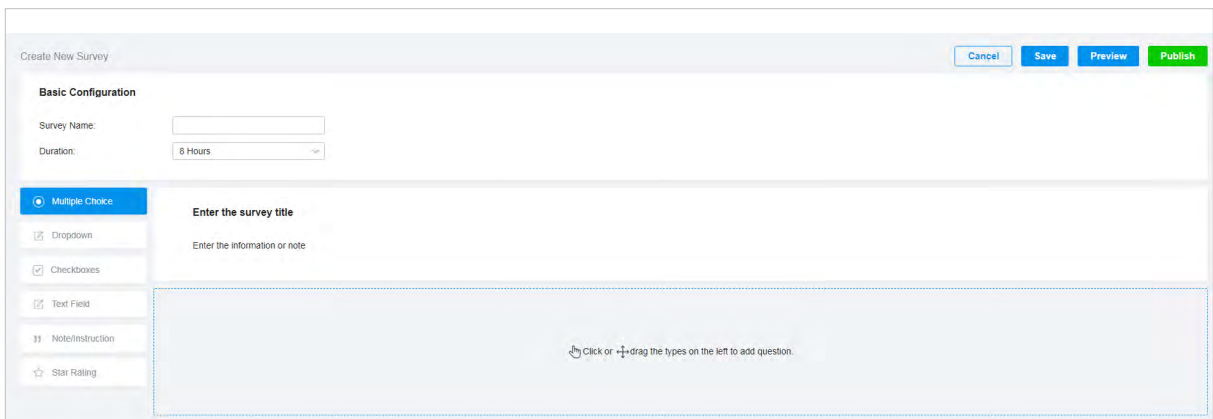 Create New Survey
Cancel
Save
Preview
Publish
Basic Configuration
Survey Name:
Duration:
8 Hours
Multiple Choice
Enter the survey title
Dropdown
Enter the information or note
Checkboxes
Text Field
Note/Instruction
Click or drag the types on the left to add question.
Star Rating